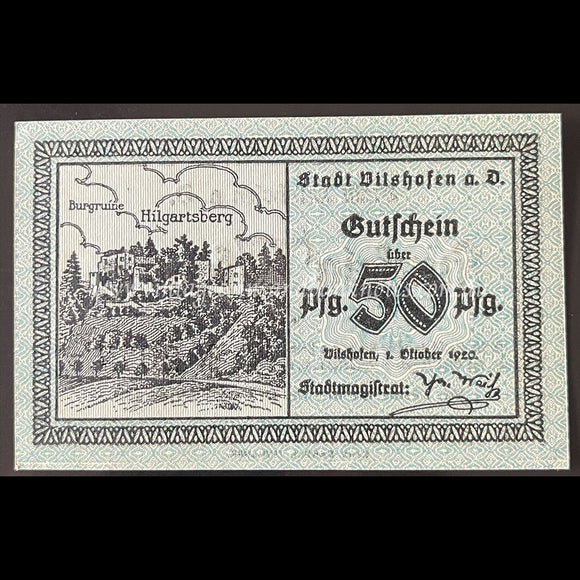 Burgruine
Hilgartsberg
Stadt Vilshofen a. D.
Gutschein
über
Pfg. 50 Pfg.
Vilshofen, 1. Oktober 1920.
Stadtmagistrat: